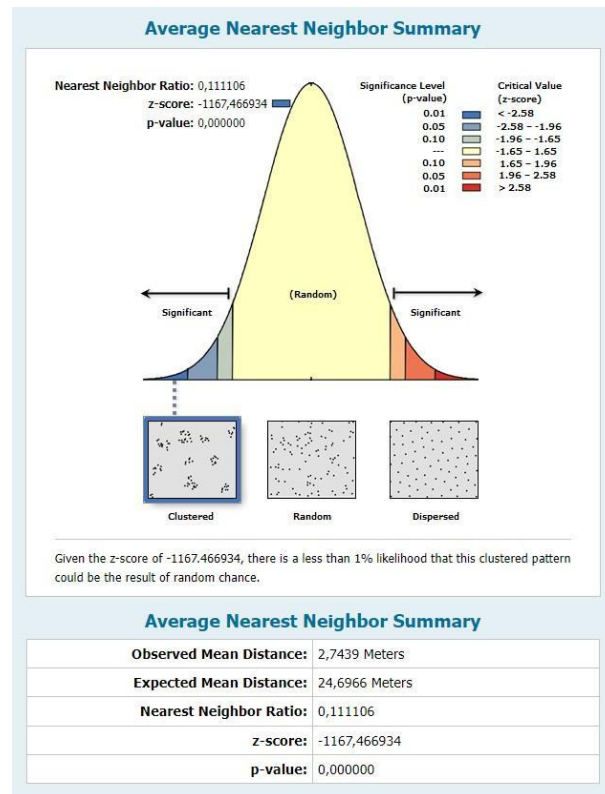 Average Nearest Neighbor Summary
Nearest Neighbor Ratio: 0,111106
z-score: -1167,466934
p-value: 0,000000
Significance Level (p-value)
Critical Value (z-score)
0.01 < -2.58
0.05 -2.58 – -1.96
0.10 -1.96 – -1.65
--- -1.65 – 1.65
0.10 1.65 – 1.96
0.05 1.96 – 2.58
0.01 > 2.58
(Random)
Significant
Significant
Clustered
Random
Dispersed
Given the z-score of -1167.466934, there is a less than 1% likelihood that this clustered pattern
could be the result of random chance.
Average Nearest Neighbor Summary
Observed Mean Distance: 2,7439 Meters
Expected Mean Distance: 24,6966 Meters
Nearest Neighbor Ratio: 0,111106
z-score: -1167,466934
p-value: 0,000000